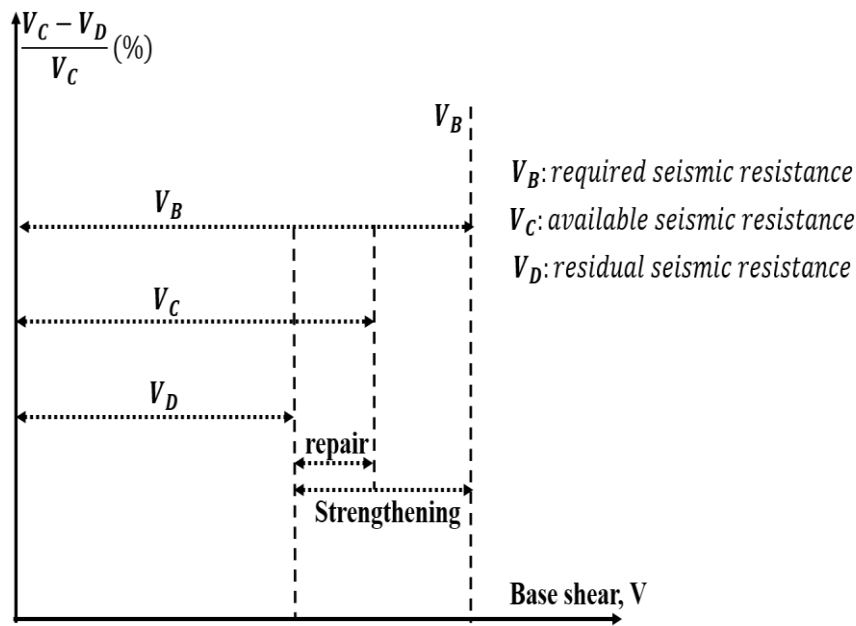 V_C − V_D
V_C
(%)
V_B
V_B: required seismic resistance
V_B
V_C: available seismic resistance
V_D: residual seismic resistance
V_C
V_D
repair
Strengthening
Base shear, V